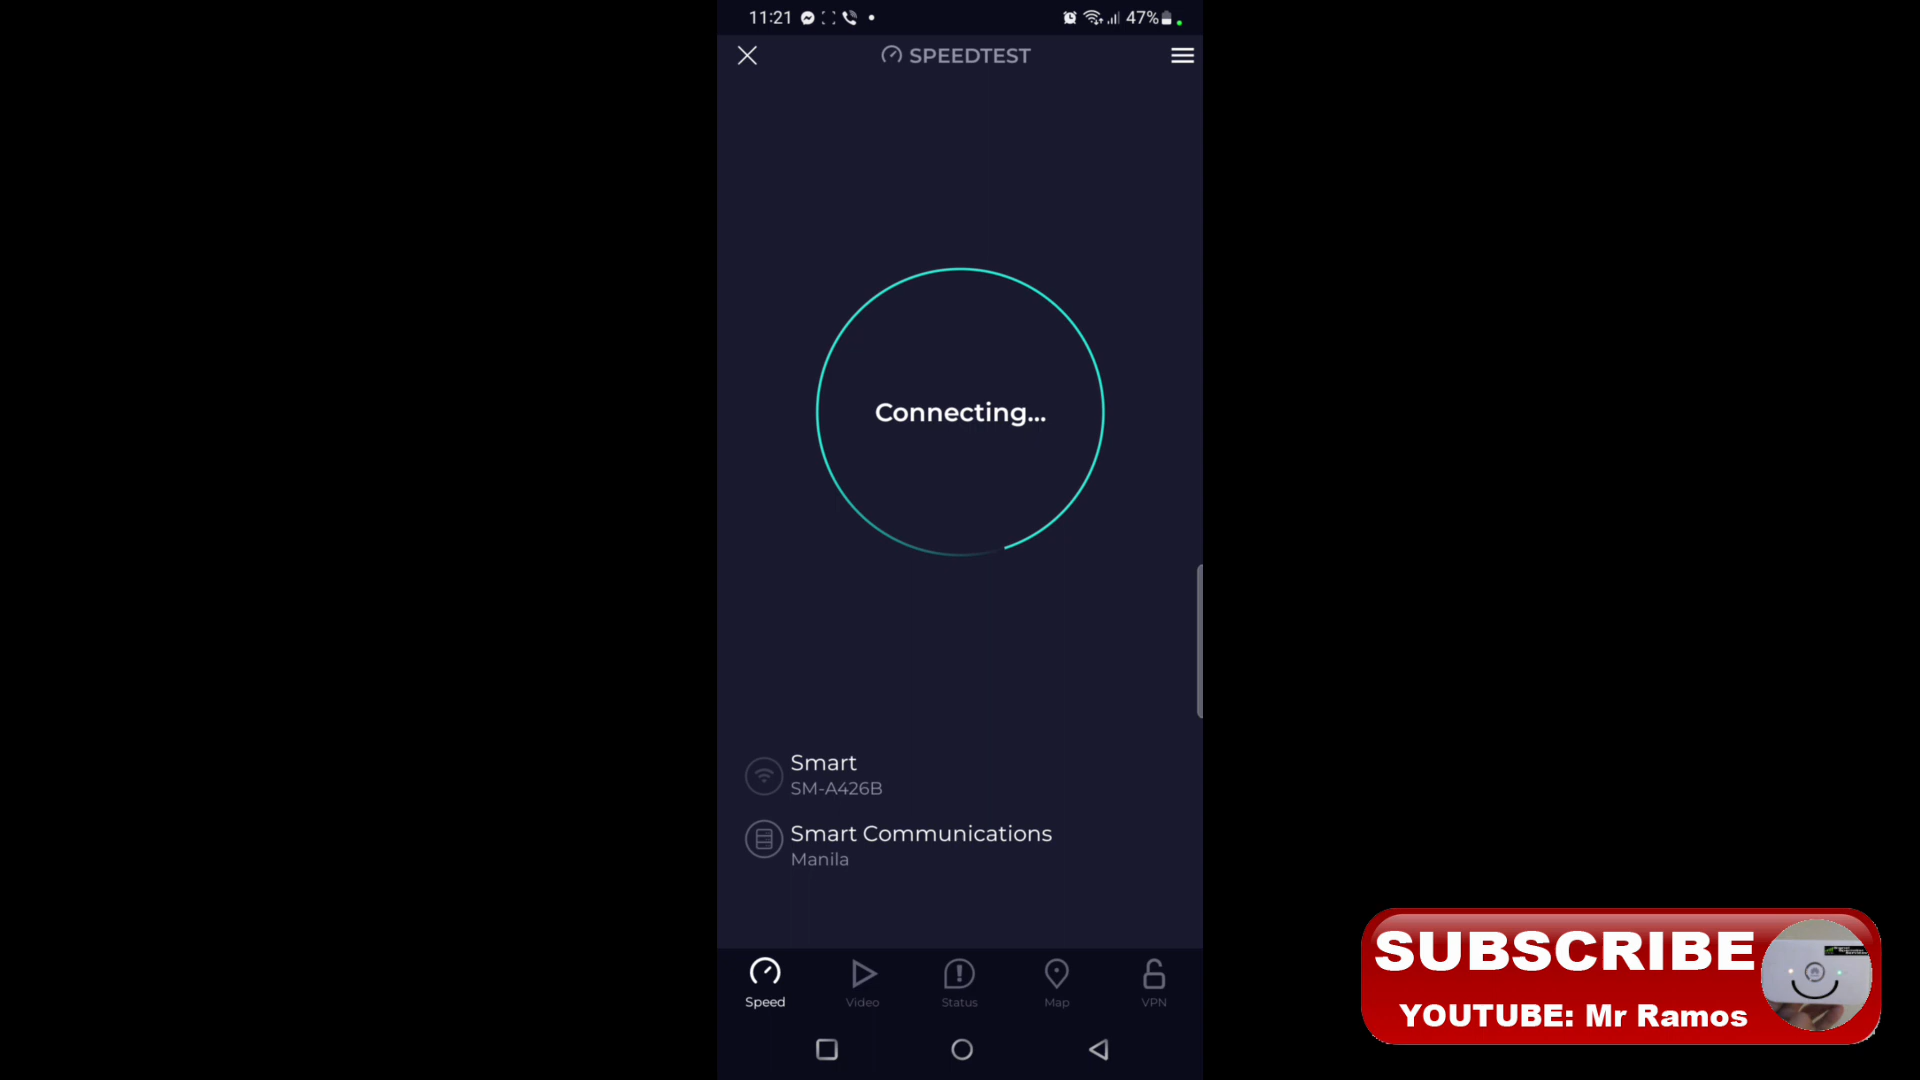 11:21 47%
SPEEDTEST
Connecting...
Smart
SM-A426B
Smart Communications
Manila
Speed Video Status Map VPN
SUBSCRIBE
YOUTUBE: Mr Ramos